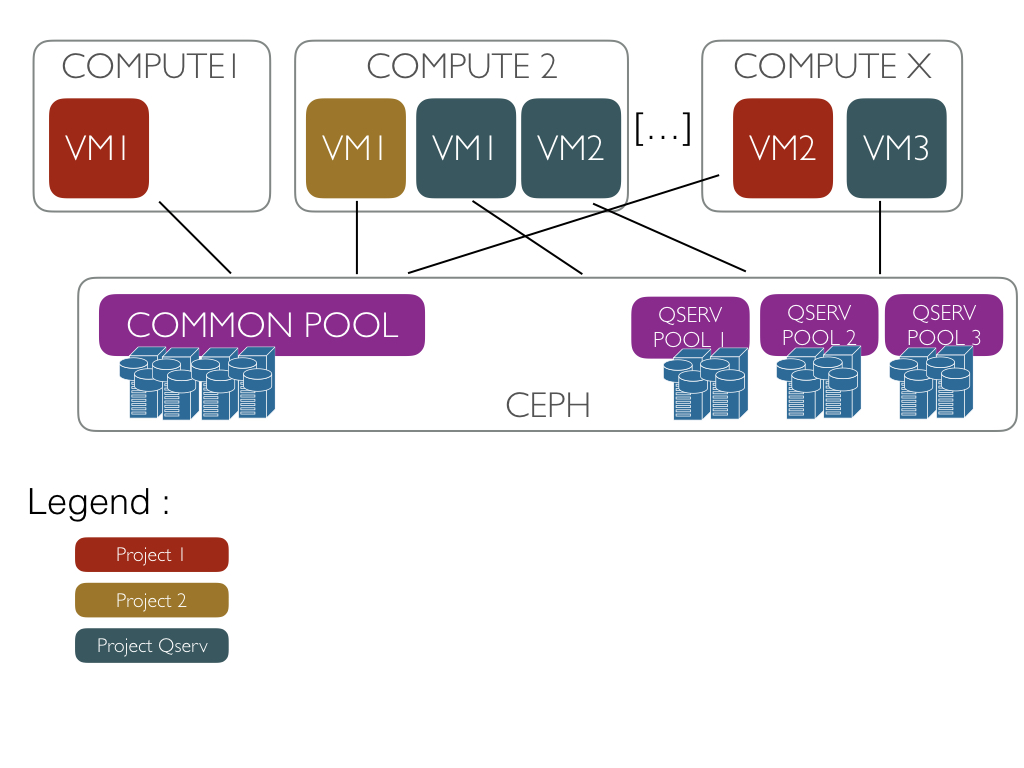 COMPUTE1
COMPUTE 2
COMPUTE X
VM1
VM1
VM1
VM2
[...]
VM2
VM3
COMMON POOL
QSERV
POOL 1
QSERV
POOL 2
QSERV
POOL 3
CEPH
Legend :
Project 1
Project 2
Project Qserv